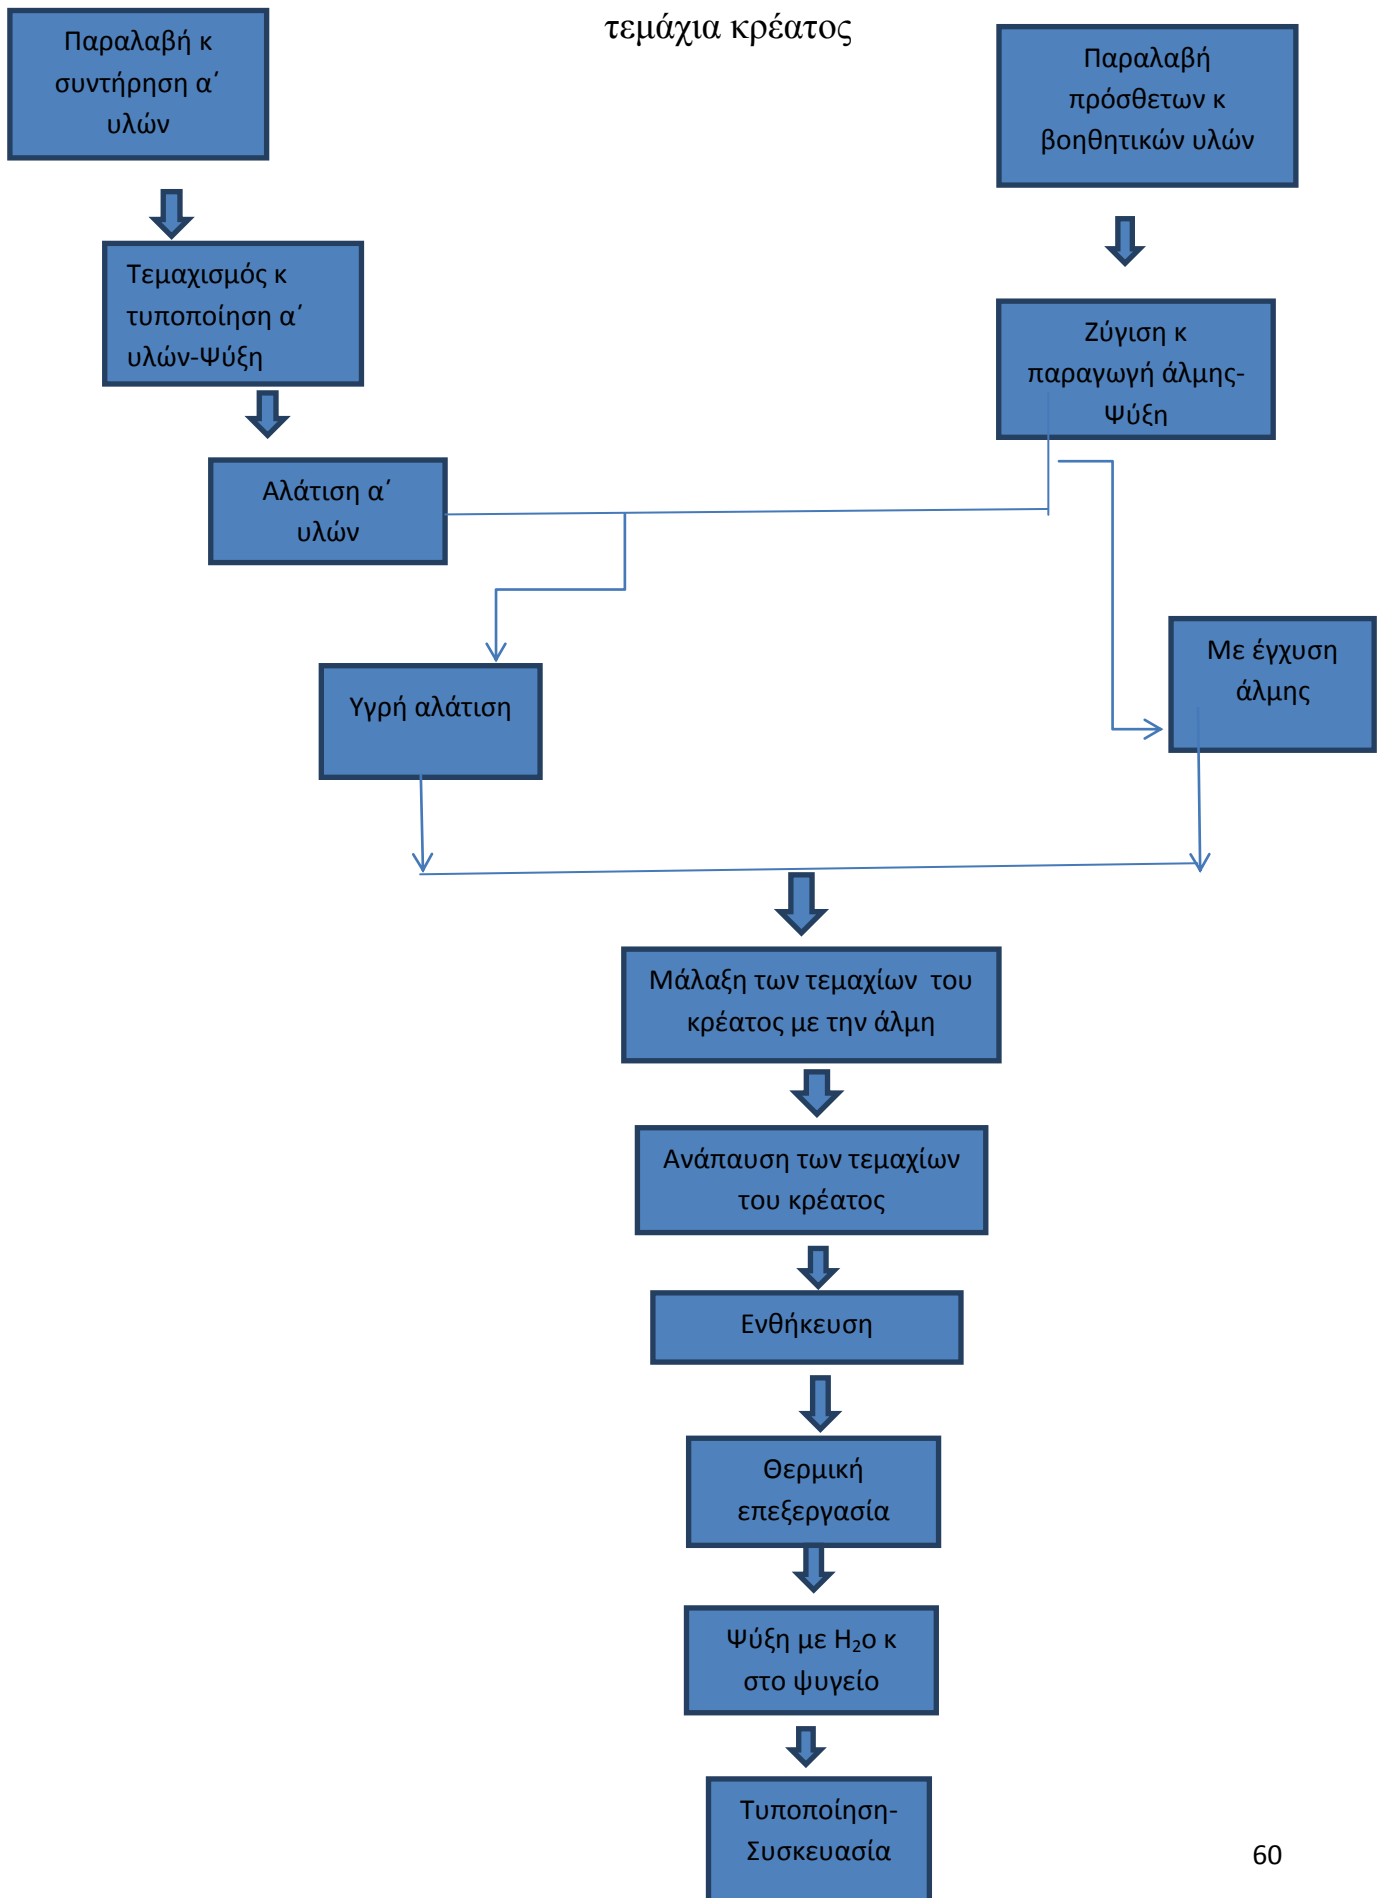 τεμάχια κρέατος
Παραλαβή κ
συντήρηση α΄
υλών
Παραλαβή
πρόσθετων κ
βοηθητικών υλών
Τεμαχισμός κ
τυποποίηση α΄
υλών-Ψύξη
Ζύγιση κ
παραγωγή άλμης-
Ψύξη
Αλάτιση α΄
υλών
Υγρή αλάτιση
Με έγχυση
άλμης
Μάλαξη των τεμαχίων του
κρέατος με την άλμη
Ανάπαυση των τεμαχίων
του κρέατος
Ενθήκευση
Θερμική
επεξεργασία
Ψύξη με Η₂ο κ
στο ψυγείο
Τυποποίηση-
Συσκευασία
60